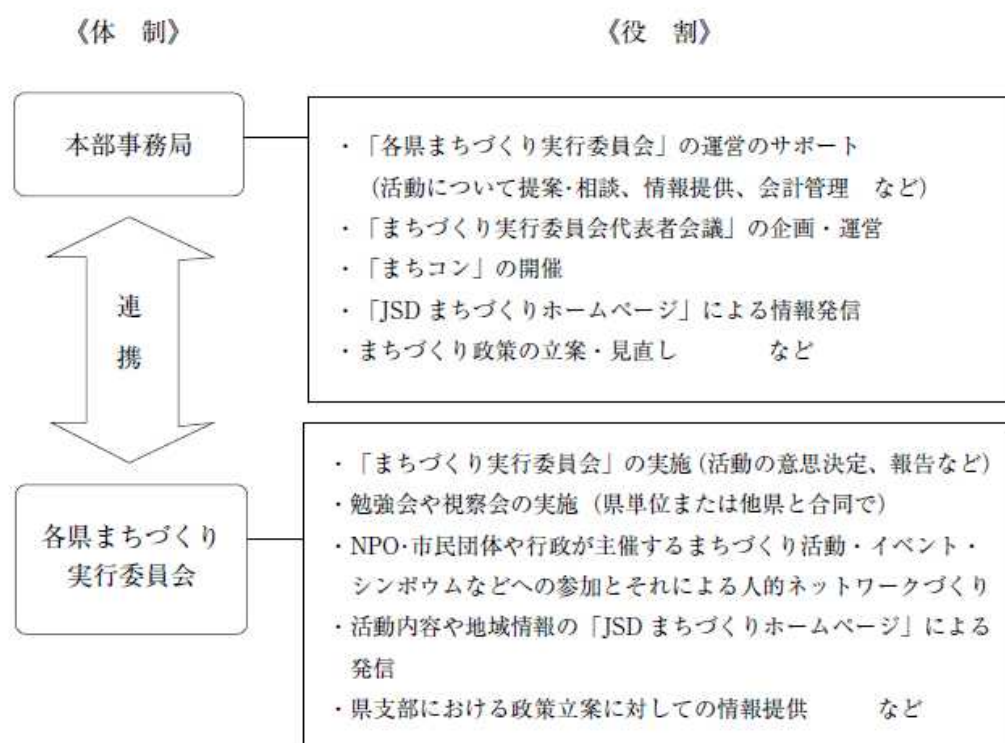 《体　制》
《役　割》
本部事務局
・「各県まちづくり実行委員会」の運営のサポート
（活動について提案･相談、情報提供、会計管理　など）
・「まちづくり実行委員会代表者会議」の企画・運営
・「まちコン」の開催
・「JSD まちづくりホームページ」による情報発信
・まちづくり政策の立案・見直し　　　　など
連
携
各県まちづくり
実行委員会
・「まちづくり実行委員会」の実施（活動の意思決定、報告など）
・勉強会や視察会の実施（県単位または他県と合同で）
・NPO･市民団体や行政が主催するまちづくり活動・イベント・
シンポウムなどへの参加とそれによる人的ネットワークづくり
・活動内容や地域情報の「JSD まちづくりホームページ」による
発信
・県支部における政策立案に対しての情報提供　　　など